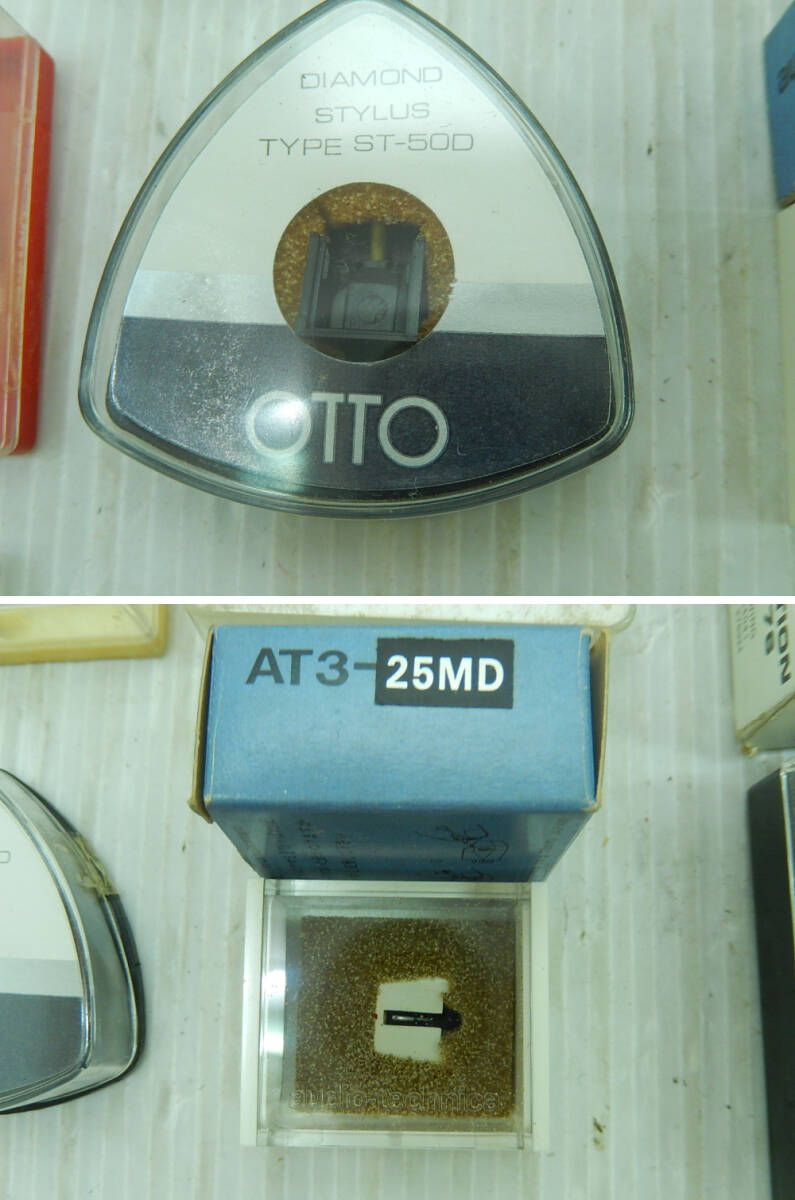 DIAMOND
STYLUS
TYPE ST-50D
OTTO
AT3-25MD
audio-technica